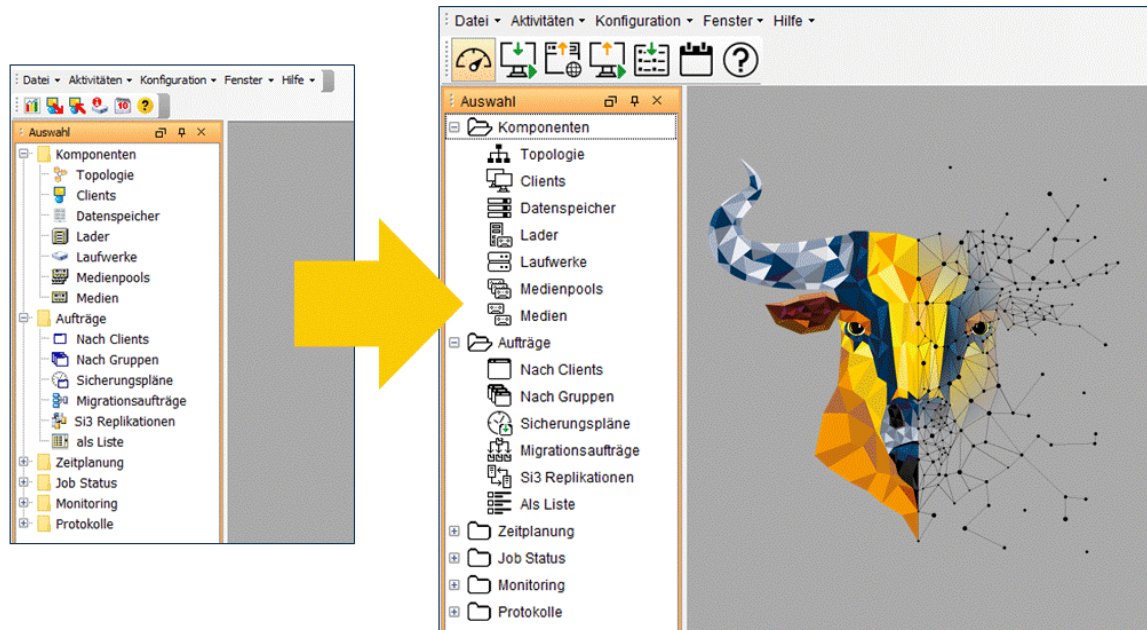 Datei Aktivitäten Konfiguration Fenster Hilfe
10 ?
Auswahl
Komponenten
Topologie
Clients
Datenspeicher
Lader
Laufwerke
Medienpools
Medien
Aufträge
Nach Clients
Nach Gruppen
Sicherungspläne
Migrationsaufträge
Si3 Replikationen
als Liste
Zeitplanung
Job Status
Monitoring
Protokolle
Datei Aktivitäten Konfiguration Fenster Hilfe
?
Auswahl
Komponenten
Topologie
Clients
Datenspeicher
Lader
Laufwerke
Medienpools
Medien
Aufträge
Nach Clients
Nach Gruppen
Sicherungspläne
Migrationsaufträge
Si3 Replikationen
Als Liste
Zeitplanung
Job Status
Monitoring
Protokolle